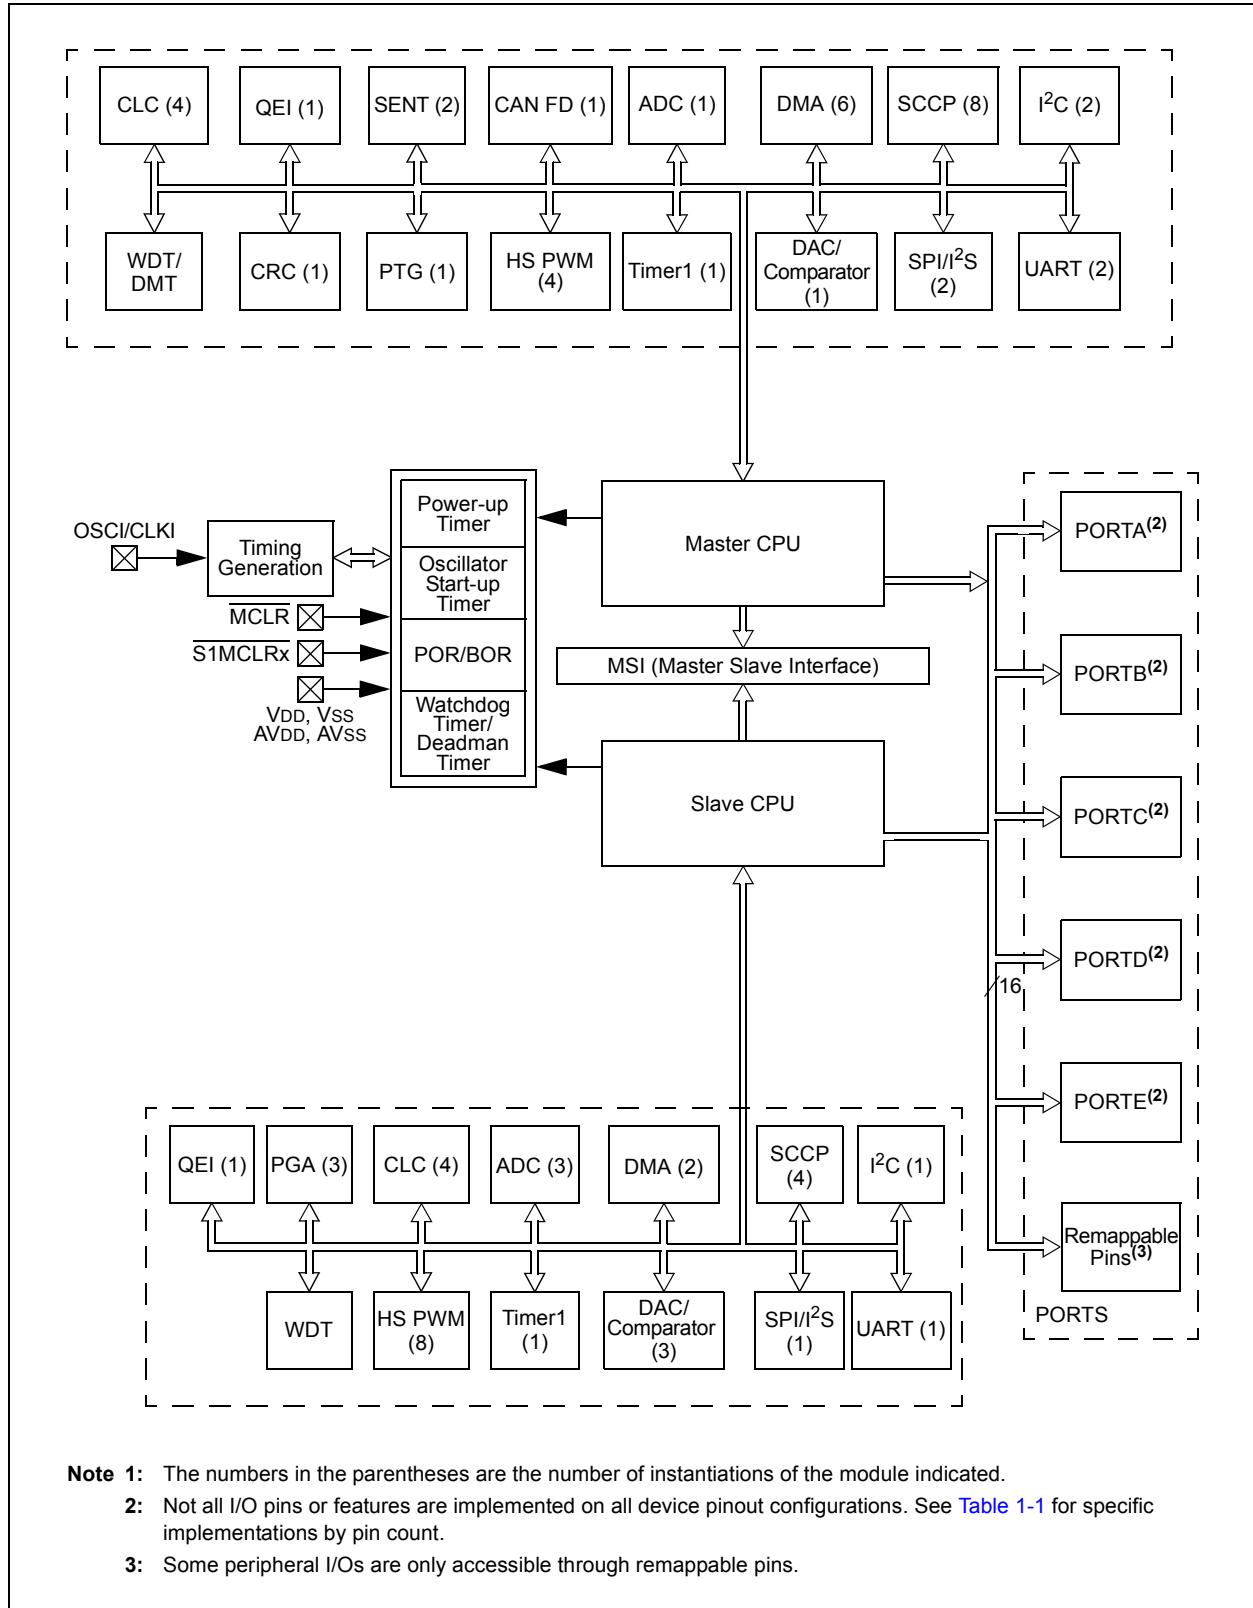 CLC (4)
QEI (1)
SENT (2)
CAN FD (1)
ADC (1)
DMA (6)
SCCP (8)
I²C (2)
WDT/
DMT
CRC (1)
PTG (1)
HS PWM
(4)
Timer1 (1)
DAC/
Comparator
(1)
SPI/I²S
(2)
UART (2)
OSCI/CLKI
Timing
Generation
MCLR
S1MCLRx
VDD, VSS
AVDD, AVSS
Power-up
Timer
Oscillator
Start-up
Timer
POR/BOR
Watchdog
Timer/
Deadman
Timer
Master CPU
MSI (Master Slave Interface)
Slave CPU
PORTA(2)
PORTB(2)
PORTC(2)
PORTD(2)
16
PORTE(2)
Remappable
Pins(3)
PORTS
QEI (1)
PGA (3)
CLC (4)
ADC (3)
DMA (2)
SCCP
(4)
I²C (1)
WDT
HS PWM
(8)
Timer1
(1)
DAC/
Comparator
(3)
SPI/I²S
(1)
UART (1)
Note 1: The numbers in the parentheses are the number of instantiations of the module indicated.
2: Not all I/O pins or features are implemented on all device pinout configurations. See Table 1-1 for specific
implementations by pin count.
3: Some peripheral I/Os are only accessible through remappable pins.